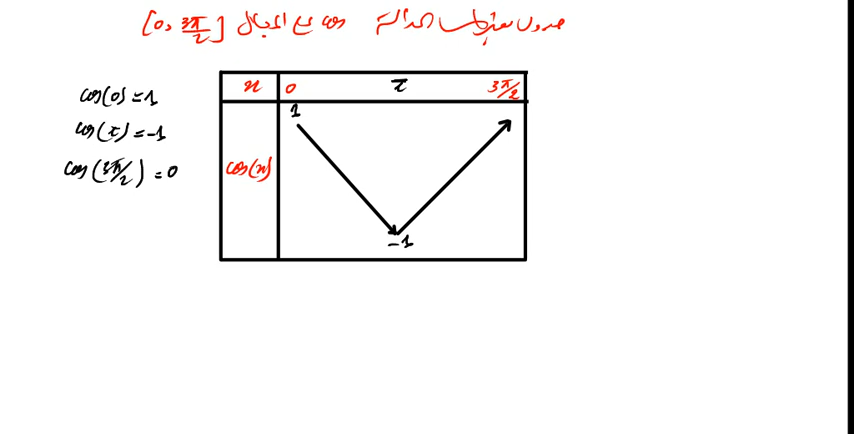 جدول تغيرات الدالة cos على المجال [0, 3π/2]
x 0 π 3π/2
cos(0)=1
cos(π)=-1
cos(3π/2)=0
cos(x) 1 -1